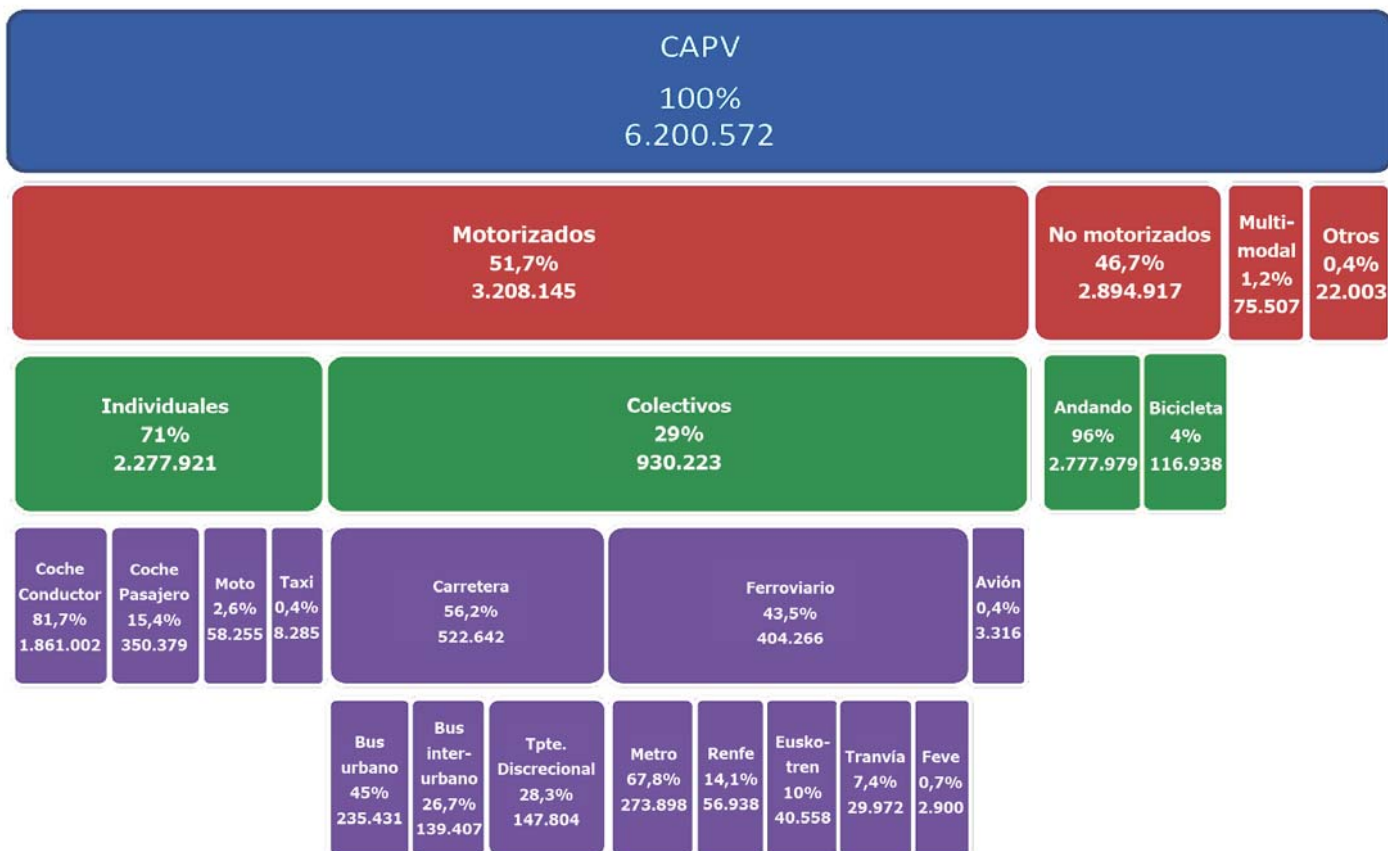 CAPV
100%
6.200.572
Motorizados
51,7%
3.208.145
No motorizados
46,7%
2.894.917
Multi-
modal
1,2%
75.507
Otros
0,4%
22.003
Individuales
71%
2.277.921
Colectivos
29%
930.223
Andando
96%
2.777.979
Bicicleta
4%
116.938
Coche
Conductor
81,7%
1.861.002
Coche
Pasajero
15,4%
350.379
Moto
2,6%
58.255
Taxi
0,4%
8.285
Carretera
56,2%
522.642
Ferroviario
43,5%
404.266
Avión
0,4%
3.316
Bus
urbano
45%
235.431
Bus
inter-
urbano
26,7%
139.407
Tpte.
Discrecional
28,3%
147.804
Metro
67,8%
273.898
Renfe
14,1%
56.938
Eusko-
tren
10%
40.558
Tranvía
7,4%
29.972
Feve
0,7%
2.900